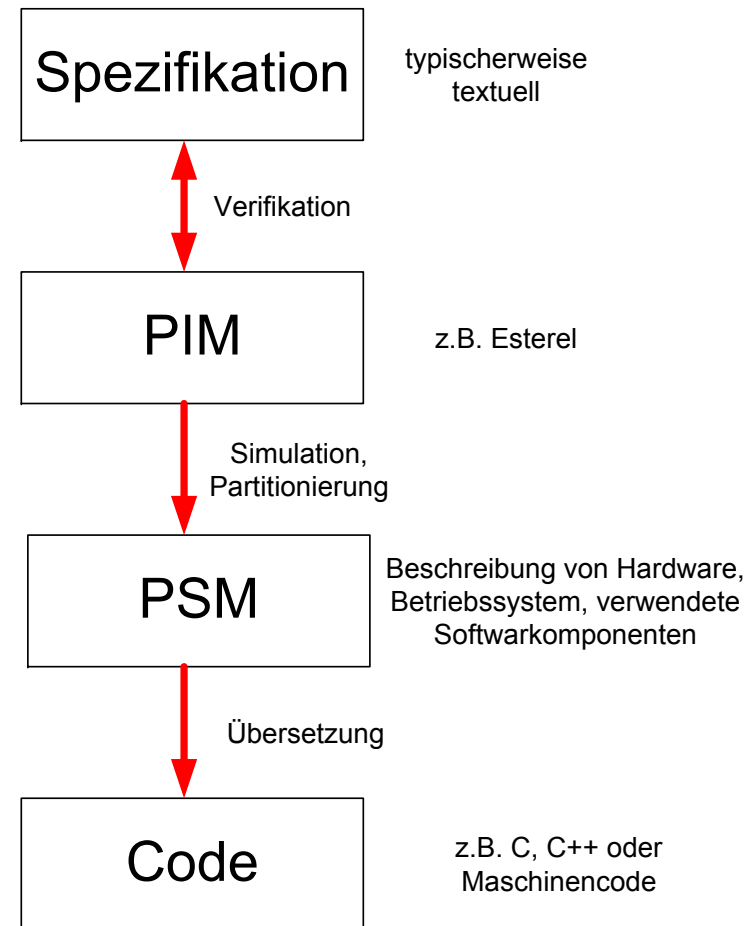 Spezifikation
typischerweise
textuell
Verifikation
PIM
z.B. Esterel
Simulation,
Partitionierung
PSM
Beschreibung von Hardware,
Betriebssystem, verwendete
Softwarkomponenten
Übersetzung
Code
z.B. C, C++ oder
Maschinencode